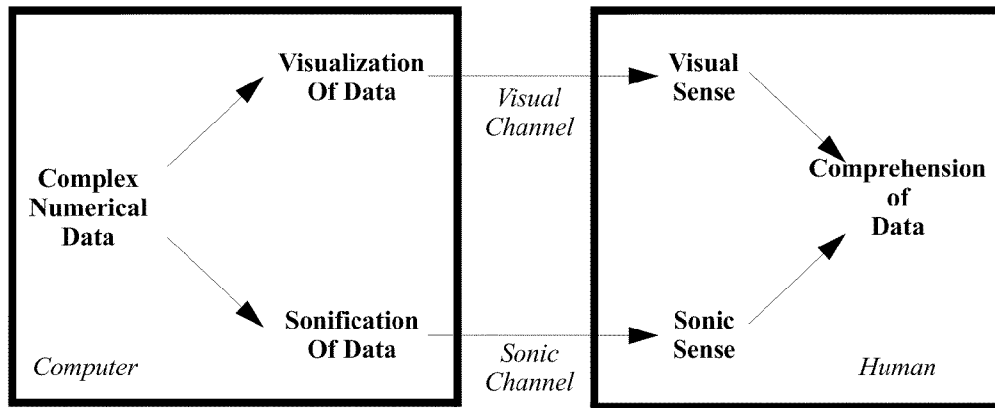 Visualization
Of Data
Visual
Channel
Visual
Sense
Complex
Numerical
Data
Comprehension
of
Data
Sonification
Of Data
Sonic
Channel
Sonic
Sense
Computer
Human